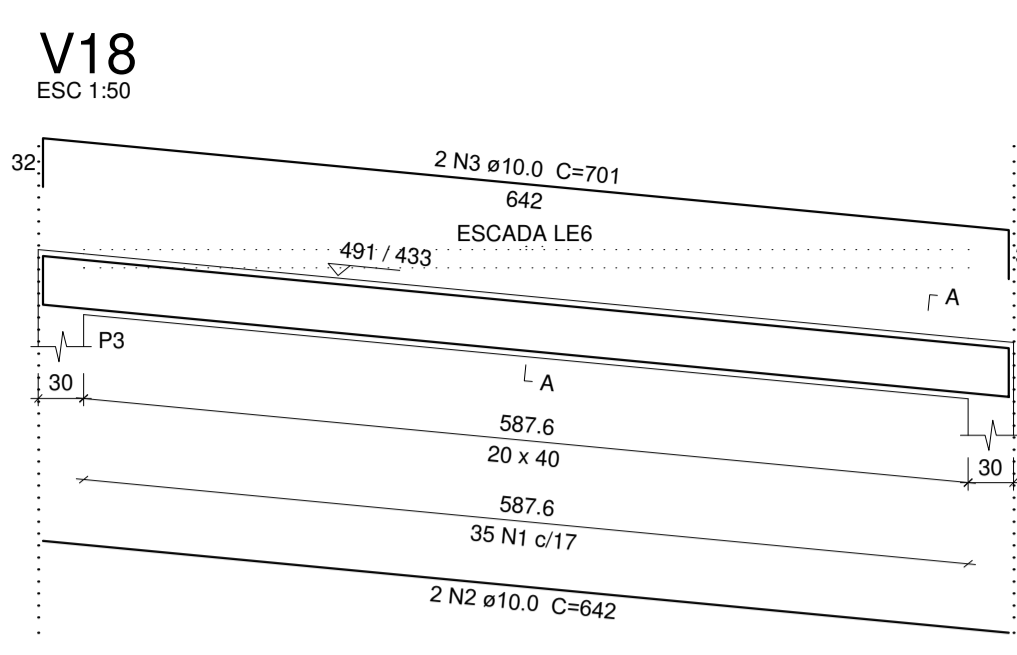 V18
ESC 1:50
32
2 N3 ø10.0 C=701
642
ESCADA LE6
491 / 433
A
P3
A
30
587.6
20 x 40
30
587.6
35 N1 c/17
2 N2 ø10.0 C=642